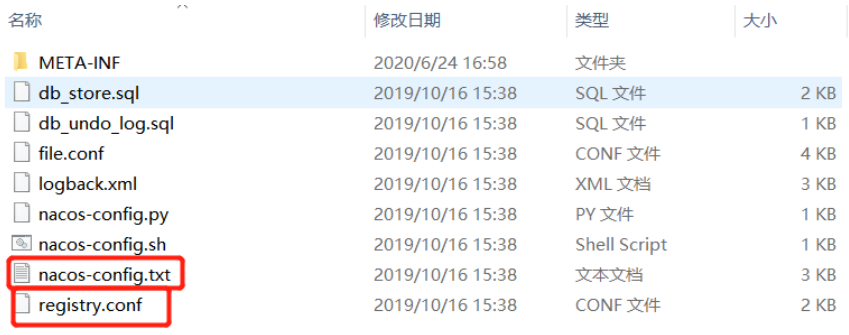 名称 修改日期 类型 大小
META-INF 2020/6/24 16:58 文件夹
db_store.sql 2019/10/16 15:38 SQL 文件 2 KB
db_undo_log.sql 2019/10/16 15:38 SQL 文件 1 KB
file.conf 2019/10/16 15:38 CONF 文件 4 KB
logback.xml 2019/10/16 15:38 XML 文档 3 KB
nacos-config.py 2019/10/16 15:38 PY 文件 1 KB
nacos-config.sh 2019/10/16 15:38 Shell Script 1 KB
nacos-config.txt 2019/10/16 15:38 文本文档 3 KB
registry.conf 2019/10/16 15:38 CONF 文件 2 KB